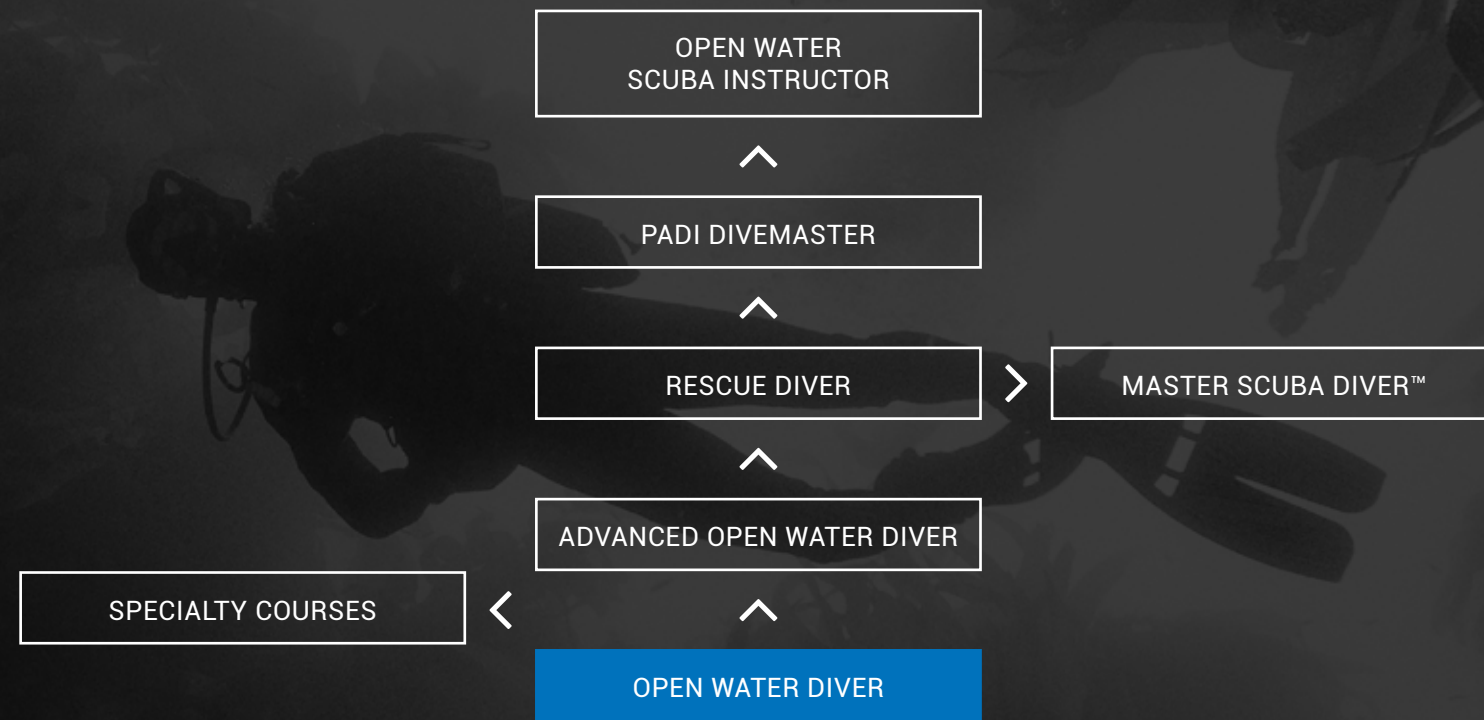 OPEN WATER
SCUBA INSTRUCTOR
PADI DIVEMASTER
RESCUE DIVER
MASTER SCUBA DIVER™
ADVANCED OPEN WATER DIVER
SPECIALTY COURSES
OPEN WATER DIVER